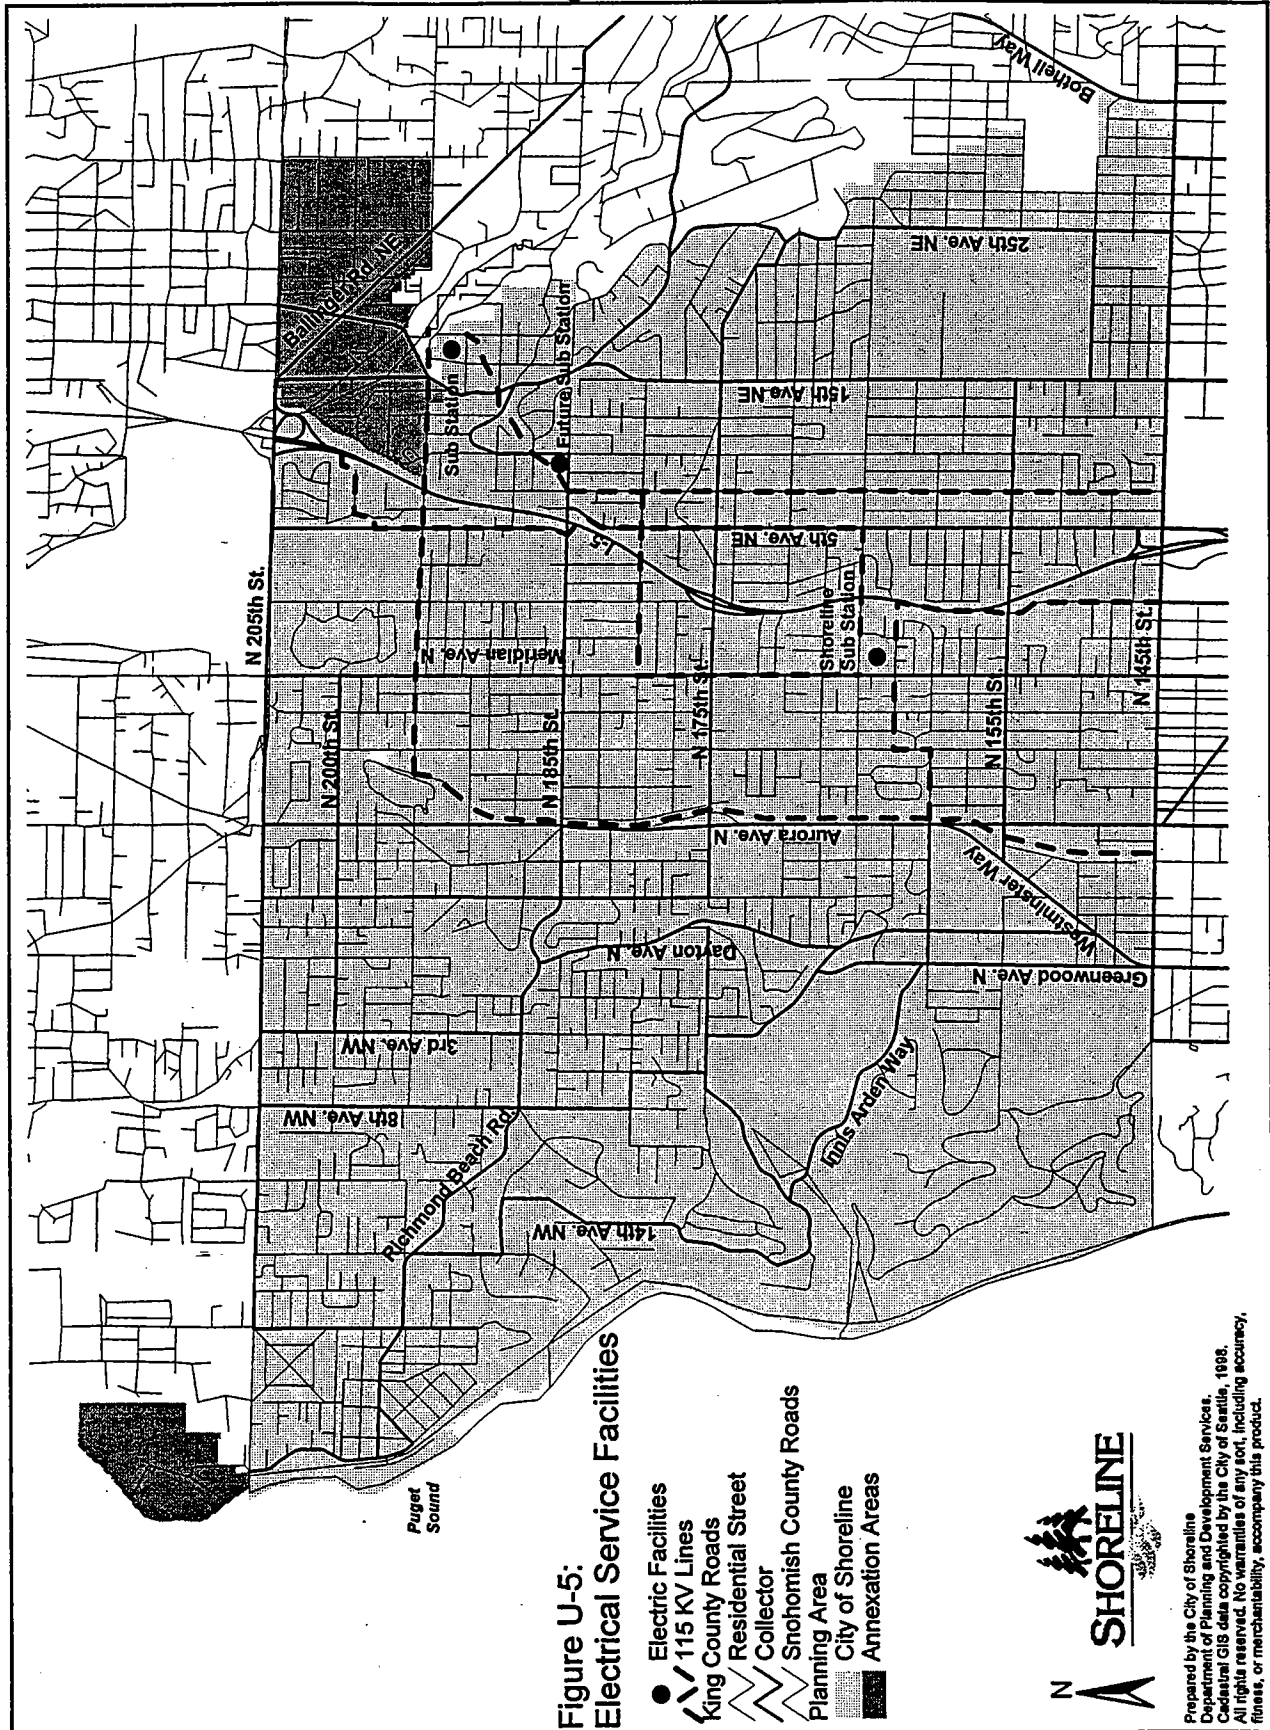 Figure U-5:
Electrical Service Facilities
Electric Facilities
115 KV Lines
King County Roads
Residential Street
Collector
Snohomish County Roads
Planning Area
City of Shoreline
Annexation Areas
Puget
Sound
N 205th St.
N 200th St.
N 185th St.
N 175th St.
N 155th St.
N 145th St.
Richmond Beach Rd.
8th Ave. NW
3rd Ave. NW
14th Ave. NW
Innis Arden Way
Dayton Ave. N
Greenwood Ave. N
Westminster Way
Aurora Ave. N
Meridian Ave. N
Shoreline
Sub Station
I-5
5th Ave. NE
Sub Station
Future Sub Station
15th Ave. NE
25th Ave. NE
Ballinger Rd. NE
Bothell Way
N
SHORELINE
Prepared by the City of Shoreline
Department of Planning and Development Services.
Cadastral GIS data copyrighted by the City of Seattle, 1998.
All rights reserved. No warranties of any sort, including accuracy,
fitness, or merchantability, accompany this product.